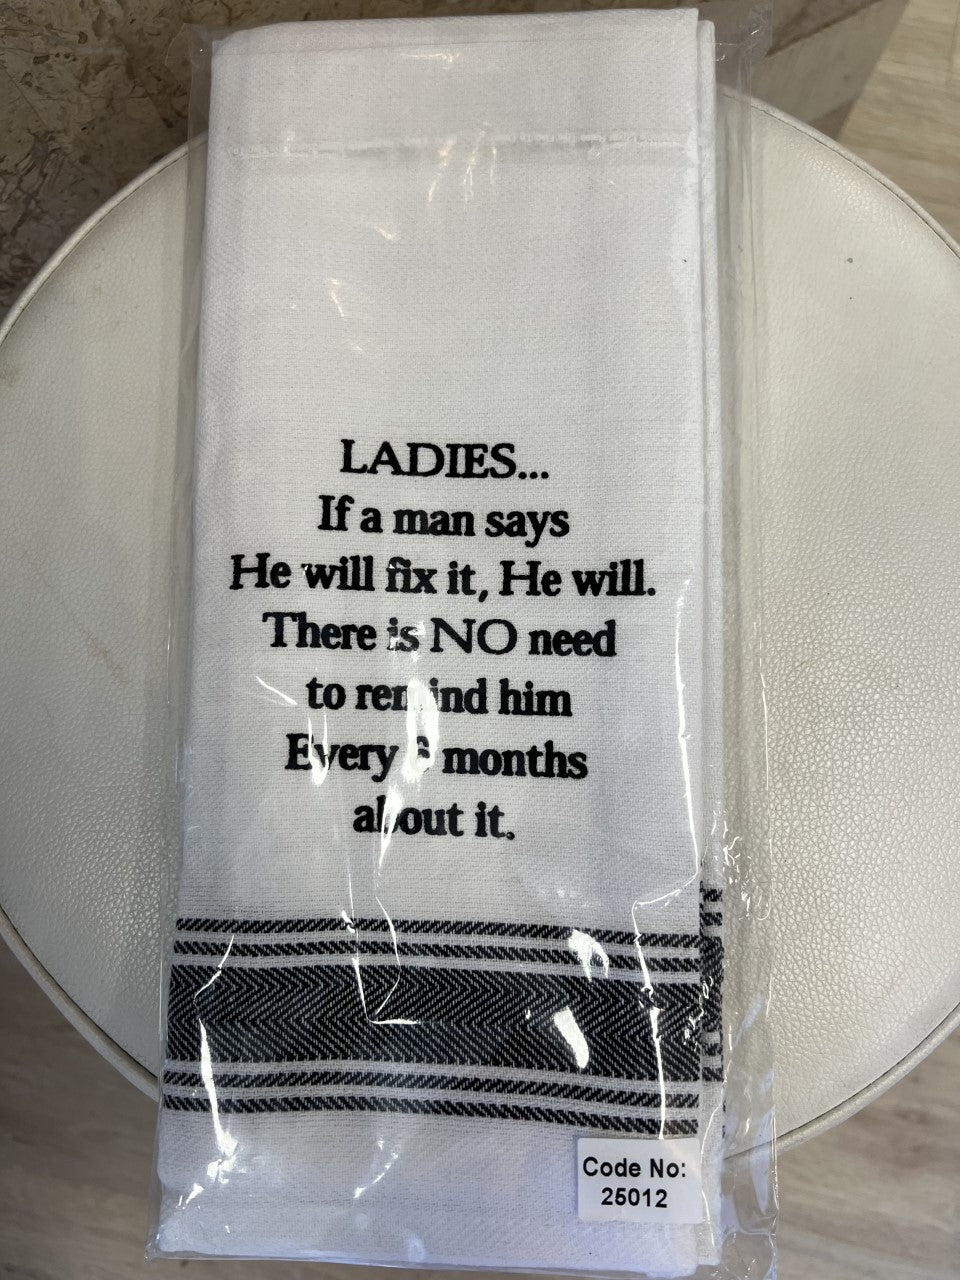 LADIES...
If a man says
He will fix it, He will.
There is NO need
to remind him
Every 6 months
about it.
Code No:
25012